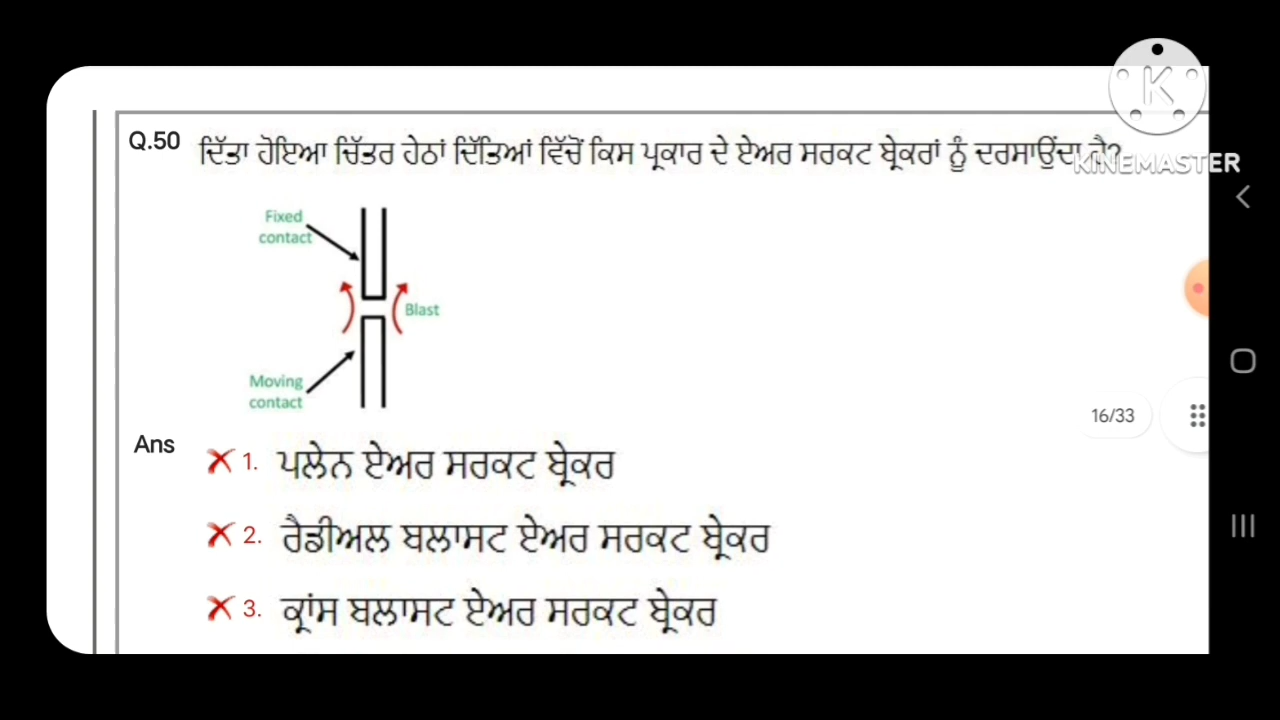 Q.50 ਦਿੱਤਾ ਹੋਇਆ ਚਿੱਤਰ ਹੇਠਾਂ ਦਿੱਤਿਆਂ ਵਿੱਚੋਂ ਕਿਸ ਪ੍ਰਕਾਰ ਦੇ ਏਅਰ ਸਰਕਟ ਬ੍ਰੇਕਰਾਂ ਨੂੰ ਦਰਸਾਉਂਦਾ ਹੈ?
KINEMASTER
Fixed
contact
Blast
Moving
contact
16/33
Ans
1. ਪਲੇਨ ਏਅਰ ਸਰਕਟ ਬ੍ਰੇਕਰ
2. ਰੈਡੀਅਲ ਬਲਾਸਟ ਏਅਰ ਸਰਕਟ ਬ੍ਰੇਕਰ
3. ਕ੍ਰਾਂਸ ਬਲਾਸਟ ਏਅਰ ਸਰਕਟ ਬ੍ਰੇਕਰ